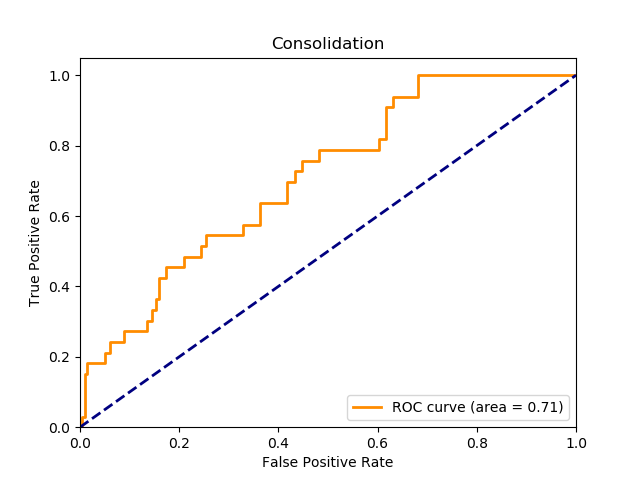 Consolidation
True Positive Rate
1.0
0.8
0.6
0.4
0.2
0.0
0.0 0.2 0.4 0.6 0.8 1.0
False Positive Rate
ROC curve (area = 0.71)